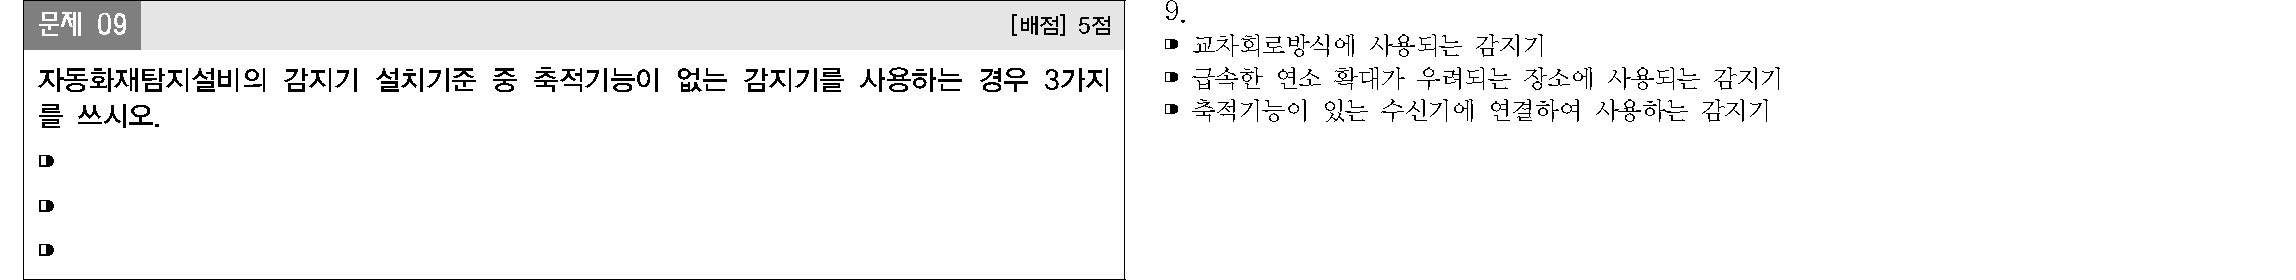 문제 09
[배점] 5점
자동화재탐지설비의 감지기 설치기준 중 축적기능이 없는 감지기를 사용하는 경우 3가지
를 쓰시오.
9.
교차회로방식에 사용되는 감지기
급속한 연소 확대가 우려되는 장소에 사용되는 감지기
축적기능이 있는 수신기에 연결하여 사용하는 감지기